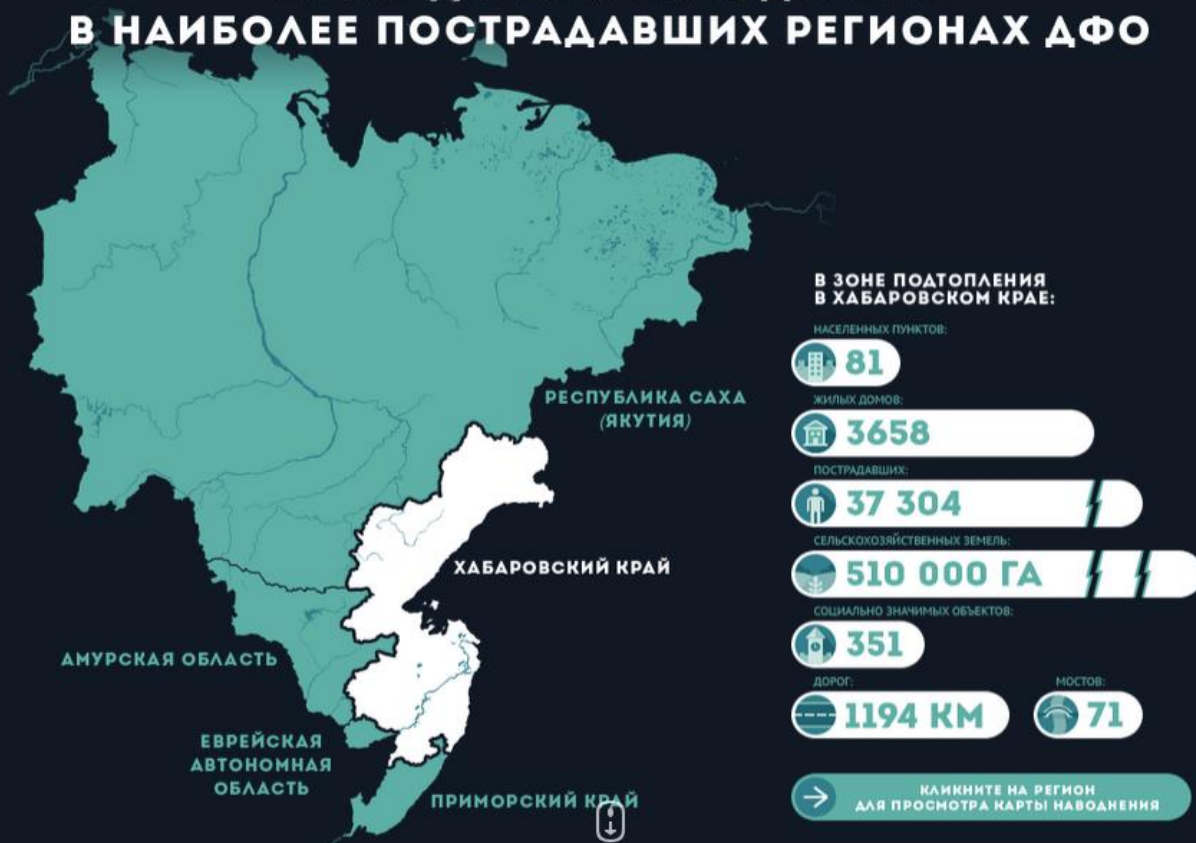 В НАИБОЛЕЕ ПОСТРАДАВШИХ РЕГИОНАХ ДФО
РЕСПУБЛИКА САХА
(ЯКУТИЯ)
ХАБАРОВСКИЙ КРАЙ
АМУРСКАЯ ОБЛАСТЬ
ЕВРЕЙСКАЯ
АВТОНОМНАЯ
ОБЛАСТЬ
ПРИМОРСКИЙ КРАЙ
В ЗОНЕ ПОДТОПЛЕНИЯ
В ХАБАРОВСКОМ КРАЕ:
НАСЕЛЕННЫХ ПУНКТОВ:
81
ЖИЛЫХ ДОМОВ:
3658
ПОСТРАДАВШИХ:
37 304
СЕЛЬСКОХОЗЯЙСТВЕННЫХ ЗЕМЕЛЬ:
510 000 ГА
СОЦИАЛЬНО ЗНАЧИМЫХ ОБЪЕКТОВ:
351
ДОРОГ:
1194 КМ
МОСТОВ:
71
КЛИКНИТЕ НА РЕГИОН
ДЛЯ ПРОСМОТРА КАРТЫ НАВОДНЕНИЯ